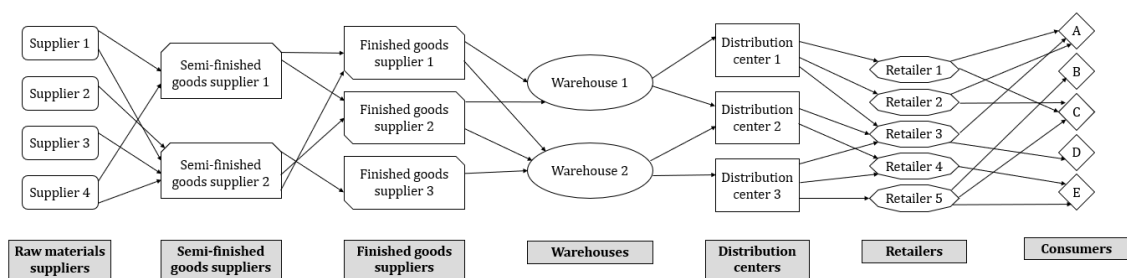 Supplier 1
Supplier 2
Supplier 3
Supplier 4
Semi-finished
goods supplier 1
Semi-finished
goods supplier 2
Finished goods
supplier 1
Finished goods
supplier 2
Finished goods
supplier 3
Warehouse 1
Warehouse 2
Distribution
center 1
Distribution
center 2
Distribution
center 3
Retailer 1
Retailer 2
Retailer 3
Retailer 4
Retailer 5
A
B
C
D
E
Raw materials
suppliers
Semi-finished
goods suppliers
Finished goods
suppliers
Warehouses
Distribution
centers
Retailers
Consumers